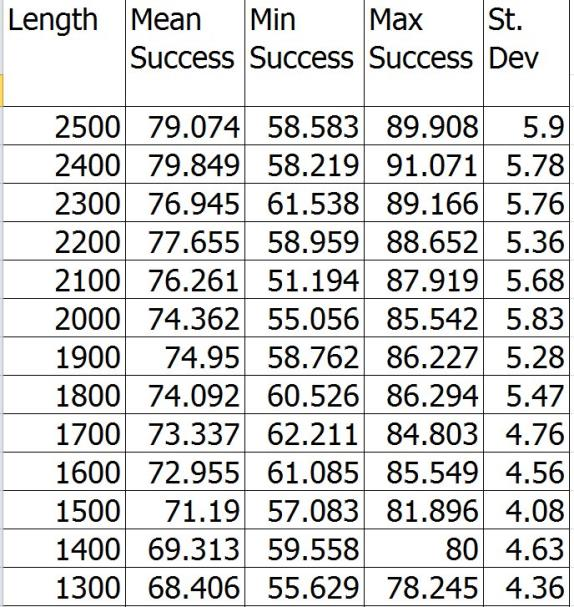 Length Mean Min Max St.
Success Success Success Dev
2500 79.074 58.583 89.908 5.9
2400 79.849 58.219 91.071 5.78
2300 76.945 61.538 89.166 5.76
2200 77.655 58.959 88.652 5.36
2100 76.261 51.194 87.919 5.68
2000 74.362 55.056 85.542 5.83
1900 74.95 58.762 86.227 5.28
1800 74.092 60.526 86.294 5.47
1700 73.337 62.211 84.803 4.76
1600 72.955 61.085 85.549 4.56
1500 71.19 57.083 81.896 4.08
1400 69.313 59.558 80 4.63
1300 68.406 55.629 78.245 4.36